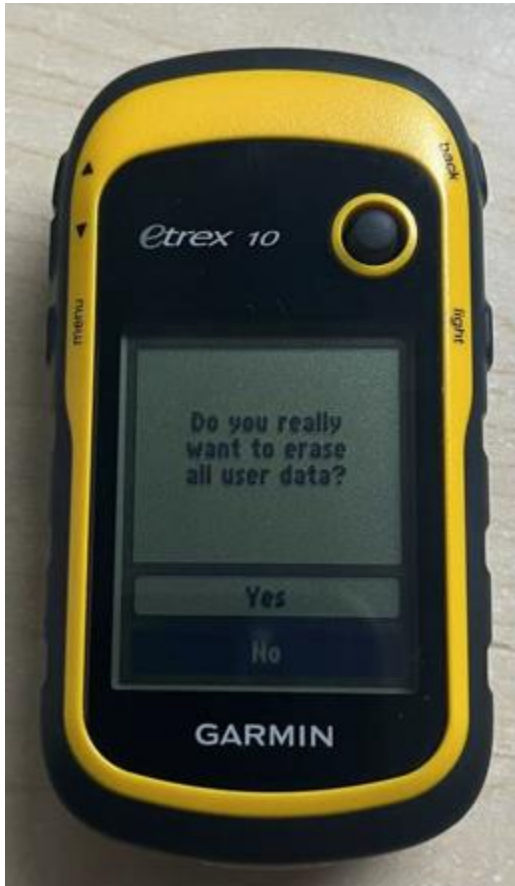 back
etrex 10
menu
light
Do you really
want to erase
all user data?
Yes
No
GARMIN